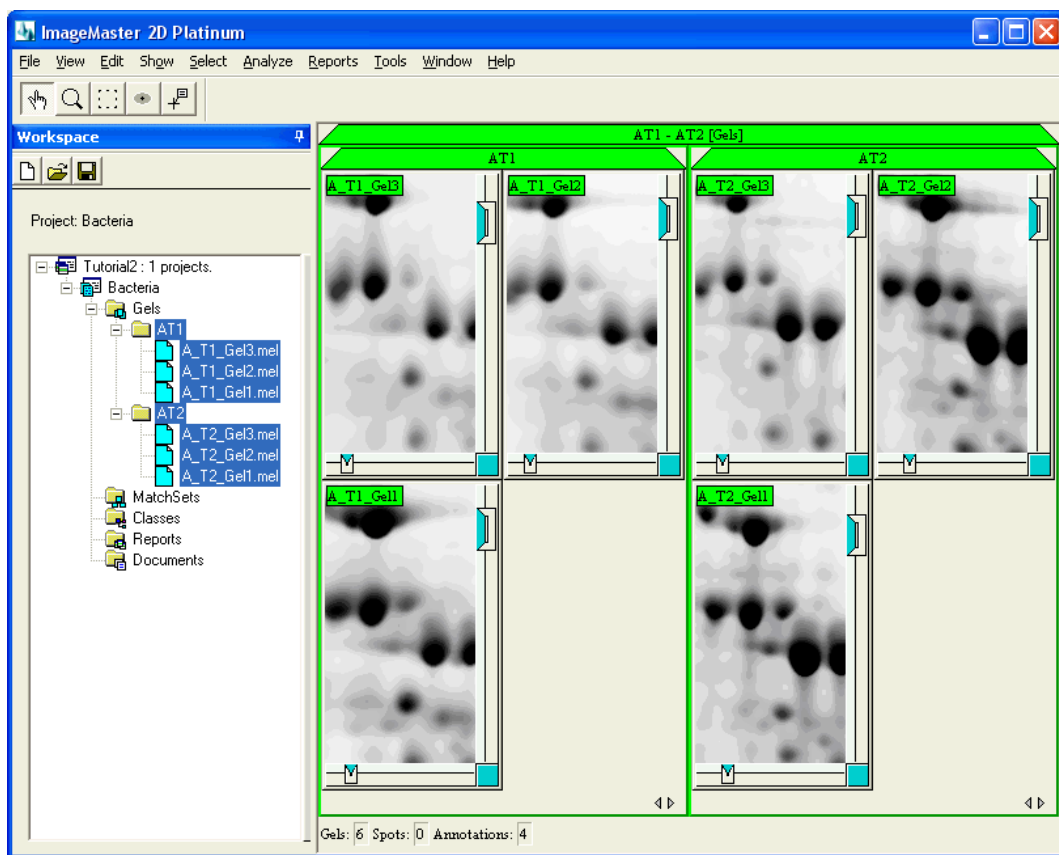 ImageMaster 2D Platinum
File View Edit Show Select Analyze Reports Tools Window Help
Workspace
Project: Bacteria
Tutorial2 : 1 projects.
Bacteria
Gels
AT1
A_T1_Gel3.mel
A_T1_Gel2.mel
A_T1_Gel1.mel
AT2
A_T2_Gel3.mel
A_T2_Gel2.mel
A_T2_Gel1.mel
MatchSets
Classes
Reports
Documents
AT1 - AT2 [Gels]
AT1
AT2
A_T1_Gel3
A_T1_Gel2
A_T2_Gel3
A_T2_Gel2
A_T1_Gel1
A_T2_Gel1
Gels: 6 Spots: 0 Annotations: 4